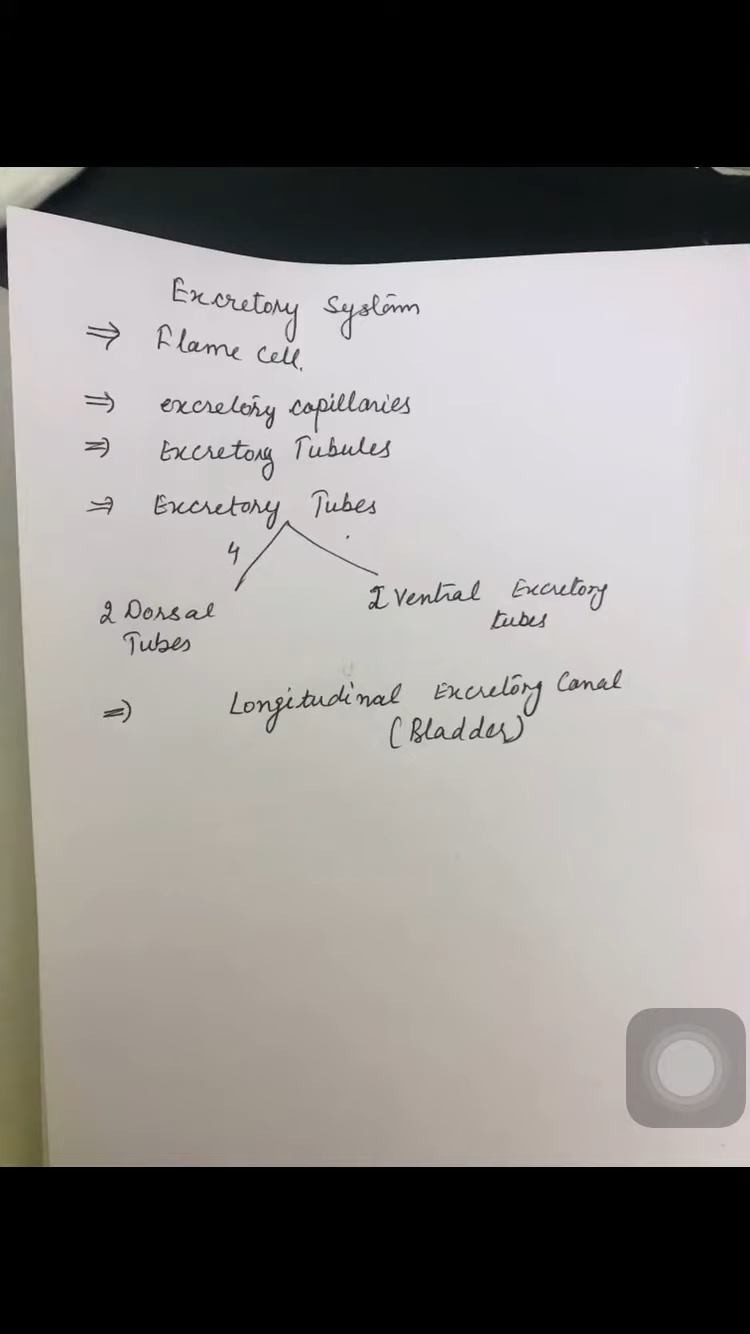 Excretory System
⇒ Flame cell.
⇒ excretory capillaries
⇒ Excretory Tubules
⇒ Excretory Tubes
4
2 Dorsal Tubes
2 Ventral Excretory tubes
⇒ Longitudinal Excretory Canal
(Bladder)